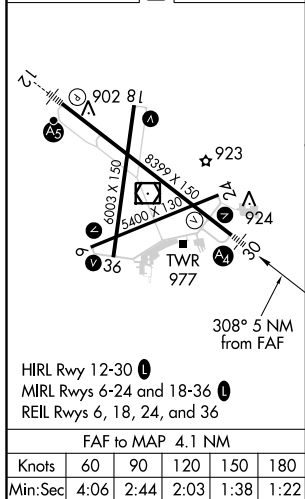 12
P
902
18
A5
V
8399 X 150
923
6003 X 150
24
5400 X 130
V
V
924
V
6
V
36
TWR
977
A4
30
308° 5 NM
from FAF
HIRL Rwy 12-30 L
MIRL Rwys 6-24 and 18-36 L
REIL Rwys 6, 18, 24, and 36
FAF to MAP 4.1 NM
Knots 60 90 120 150 180
Min:Sec 4:06 2:44 2:03 1:38 1:22